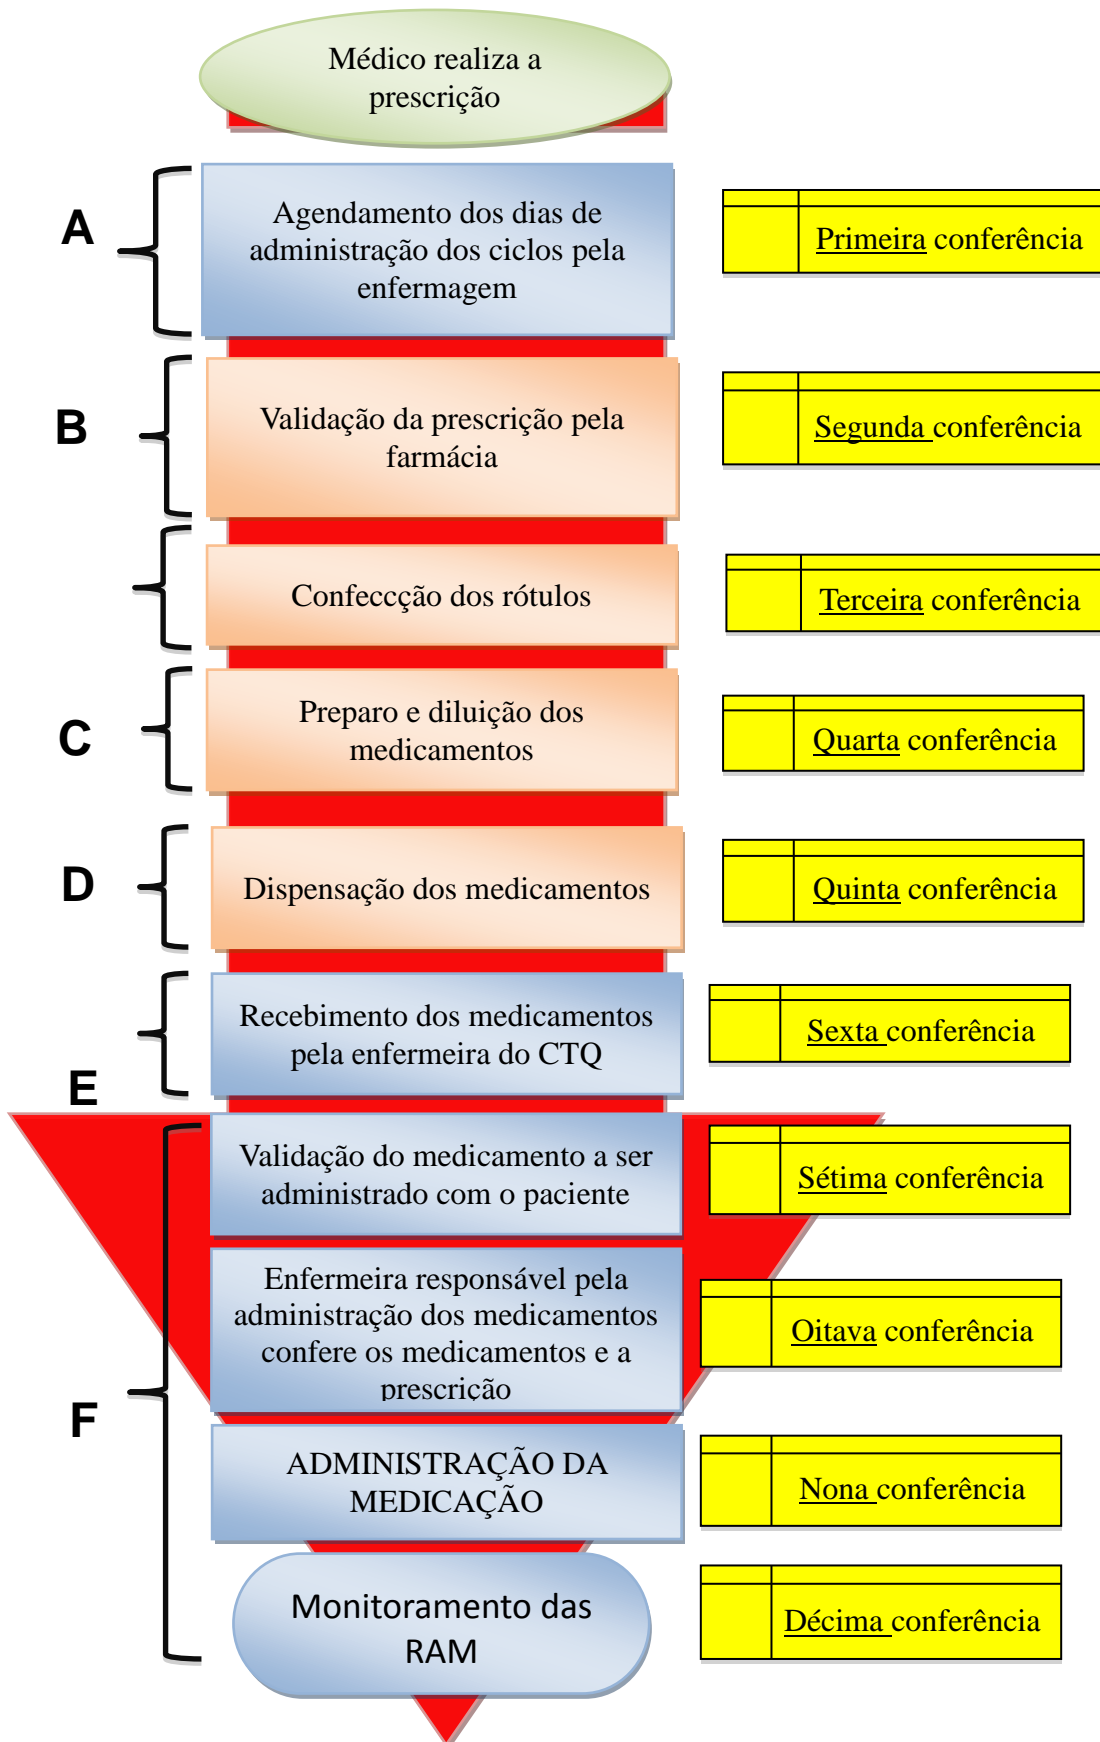 Médico realiza a
prescrição
A
Agendamento dos dias de
administração dos ciclos pela
enfermagem
Primeira conferência
B
Validação da prescrição pela
farmácia
Segunda conferência
Confeccção dos rótulos
Terceira conferência
C
Preparo e diluição dos
medicamentos
Quarta conferência
D
Dispensação dos medicamentos
Quinta conferência
Recebimento dos medicamentos
pela enfermeira do CTQ
Sexta conferência
E
Validação do medicamento a ser
administrado com o paciente
Sétima conferência
Enfermeira responsável pela
administração dos medicamentos
confere os medicamentos e a
prescrição
Oitava conferência
F
ADMINISTRAÇÃO DA
MEDICAÇÃO
Nona conferência
Monitoramento das
RAM
Décima conferência